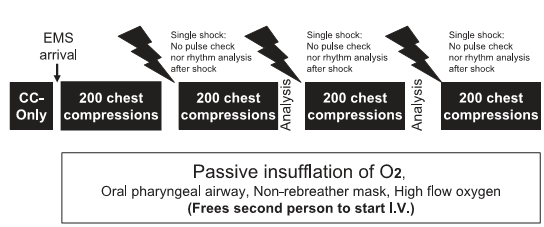 EMS
arrival
Single shock:
No pulse check
nor rhythm analysis
after shock
Single shock:
No pulse check
nor rhythm analysis
after shock
Single shock:
No pulse check
nor rhythm analysis
after shock
CC-
Only
200 chest
compressions
200 chest
compressions
Analysis
200 chest
compressions
Analysis
200 chest
compressions
Passive insufflation of O2,
Oral pharyngeal airway, Non-rebreather mask, High flow oxygen
(Frees second person to start I.V.)